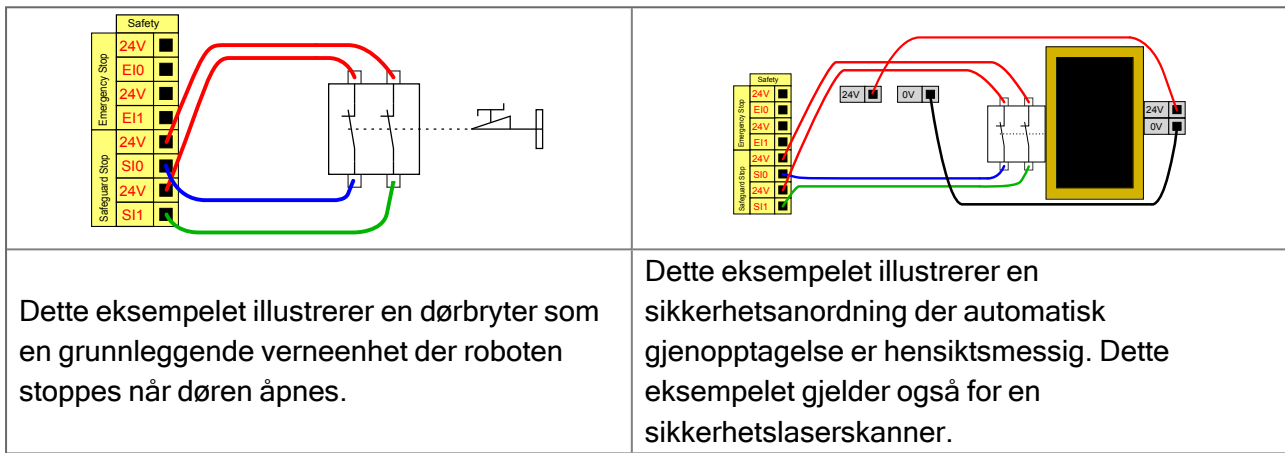 Safety
Emergency Stop
24V
EI0
24V
EI1
Safeguard Stop
24V
SI0
24V
SI1
Safety
Emergency Stop
24V
EI0
24V
EI1
Safeguard Stop
24V
SI0
24V
SI1
24V
0V
24V
0V
Dette eksempelet illustrerer en dørbryter som
en grunnleggende verneenhet der roboten
stoppes når døren åpnes.
Dette eksempelet illustrerer en
sikkerhetsanordning der automatisk
gjenopptagelse er hensiktsmessig. Dette
eksempelet gjelder også for en
sikkerhetslaserskanner.